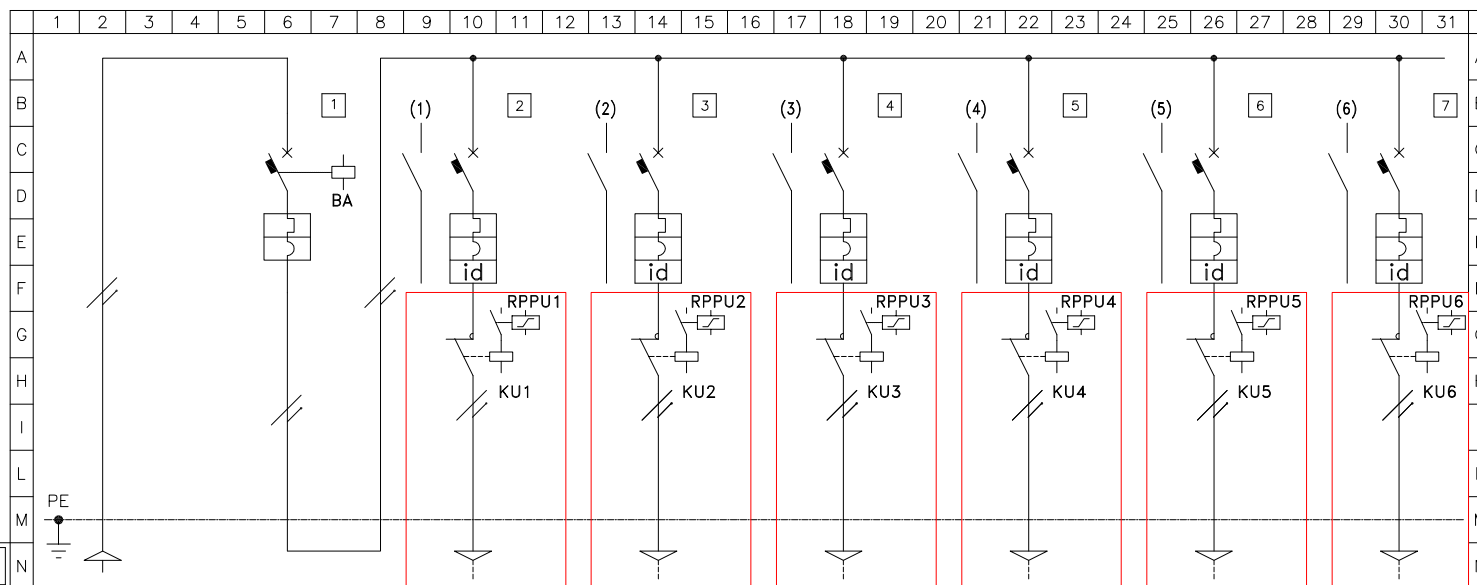 1 2 3 4 5 6 7 8 9 10 11 12 13 14 15 16 17 18 19 20 21 22 23 24 25 26 27 28 29 30 31
A
B 1 (1) 2 (2) 3 (3) 4 (4) 5 (5) 6 (6) 7
C
D BA
E
id id id id id id
F
RPPU1 RPPU2 RPPU3 RPPU4 RPPU5 RPPU6
G
H
KU1 KU2 KU3 KU4 KU5 KU6
I
L
PE
M
N